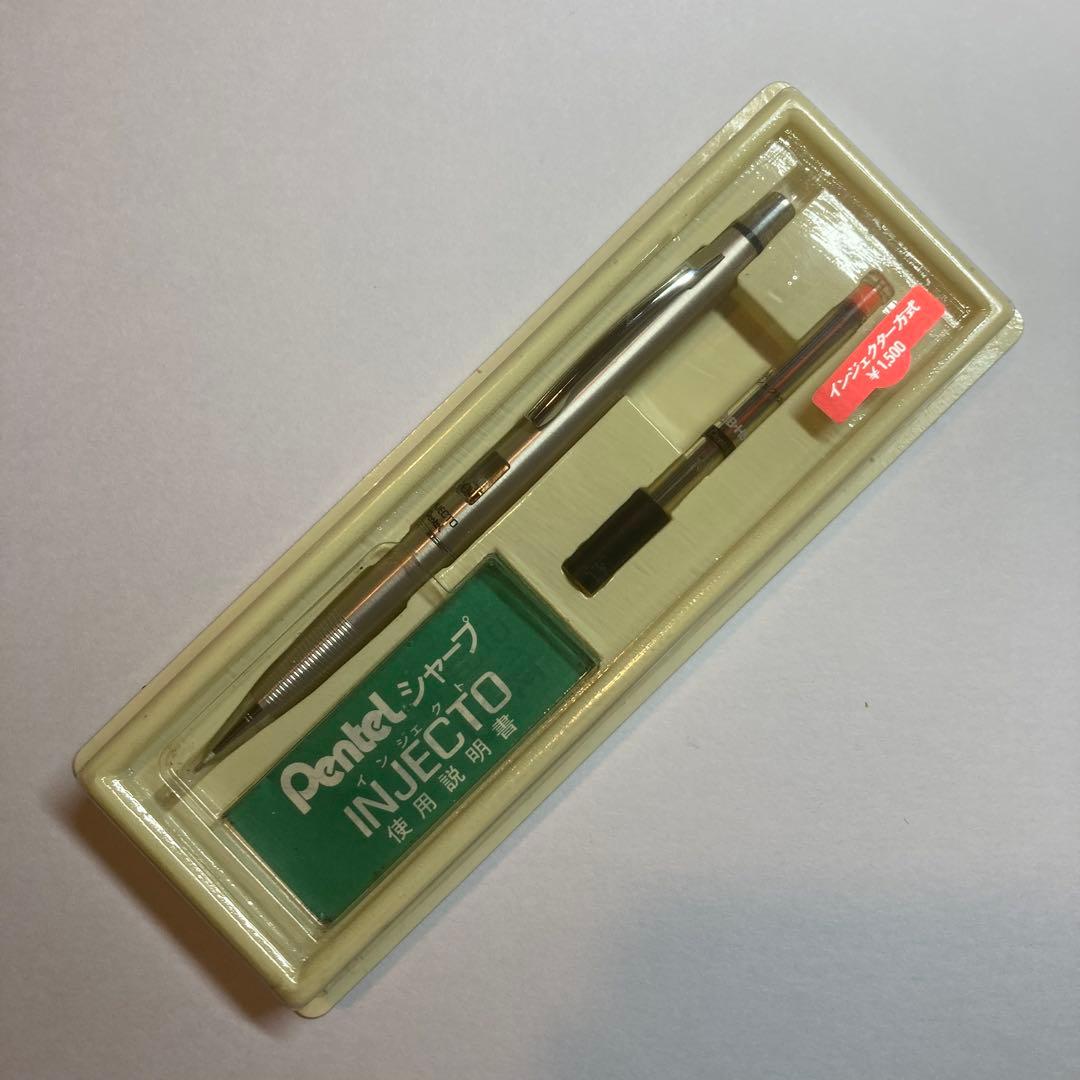 Pentel シャープ
インジェクト
INJECTO
使用説明書
インジェクター方式
¥1,500